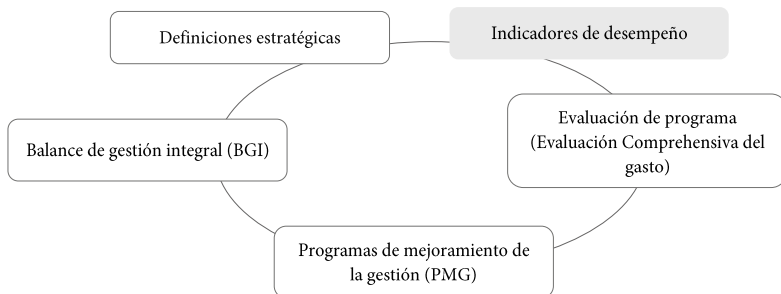 Definiciones estratégicas
Indicadores de desempeño
Evaluación de programa
(Evaluación Comprehensiva del
gasto)
Balance de gestión integral (BGI)
Programas de mejoramiento de
la gestión (PMG)